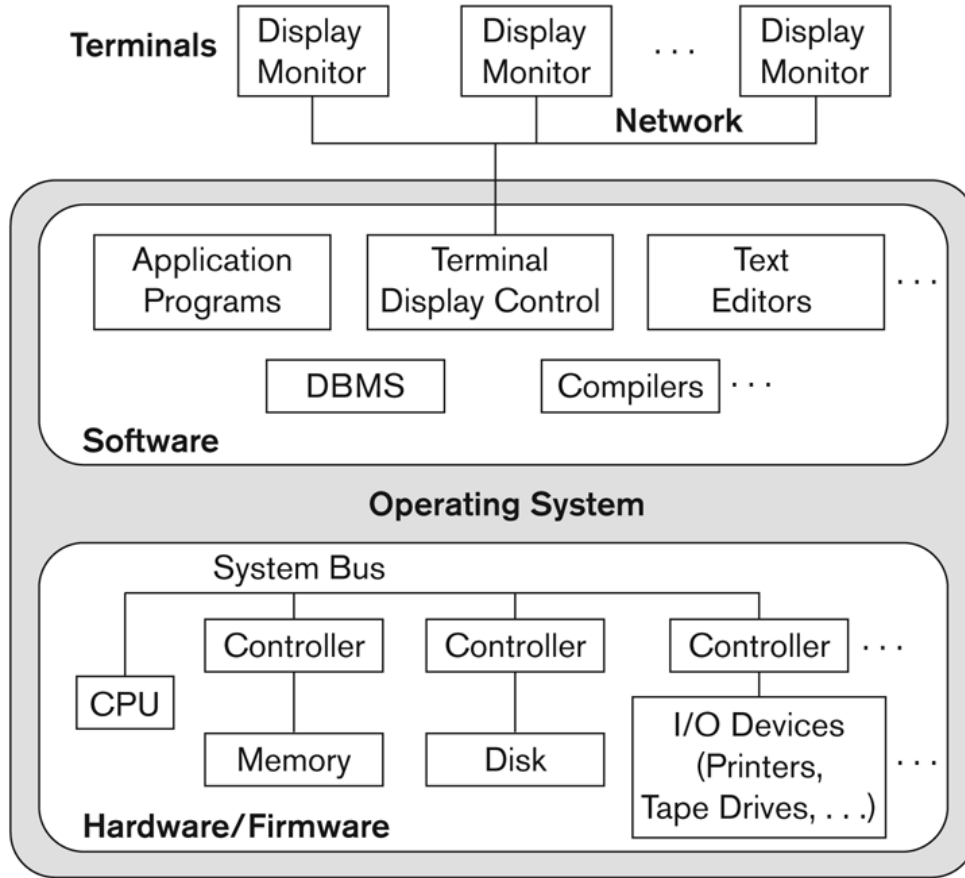 Terminals
Display
Monitor
Display
Monitor
. . .
Display
Monitor
Network
Application
Programs
Terminal
Display Control
Text
Editors
. . .
DBMS
Compilers
. . .
Software
Operating System
System Bus
Controller
Controller
Controller
. . .
CPU
Memory
Disk
I/O Devices
(Printers,
Tape Drives, . . .)
. . .
Hardware/Firmware